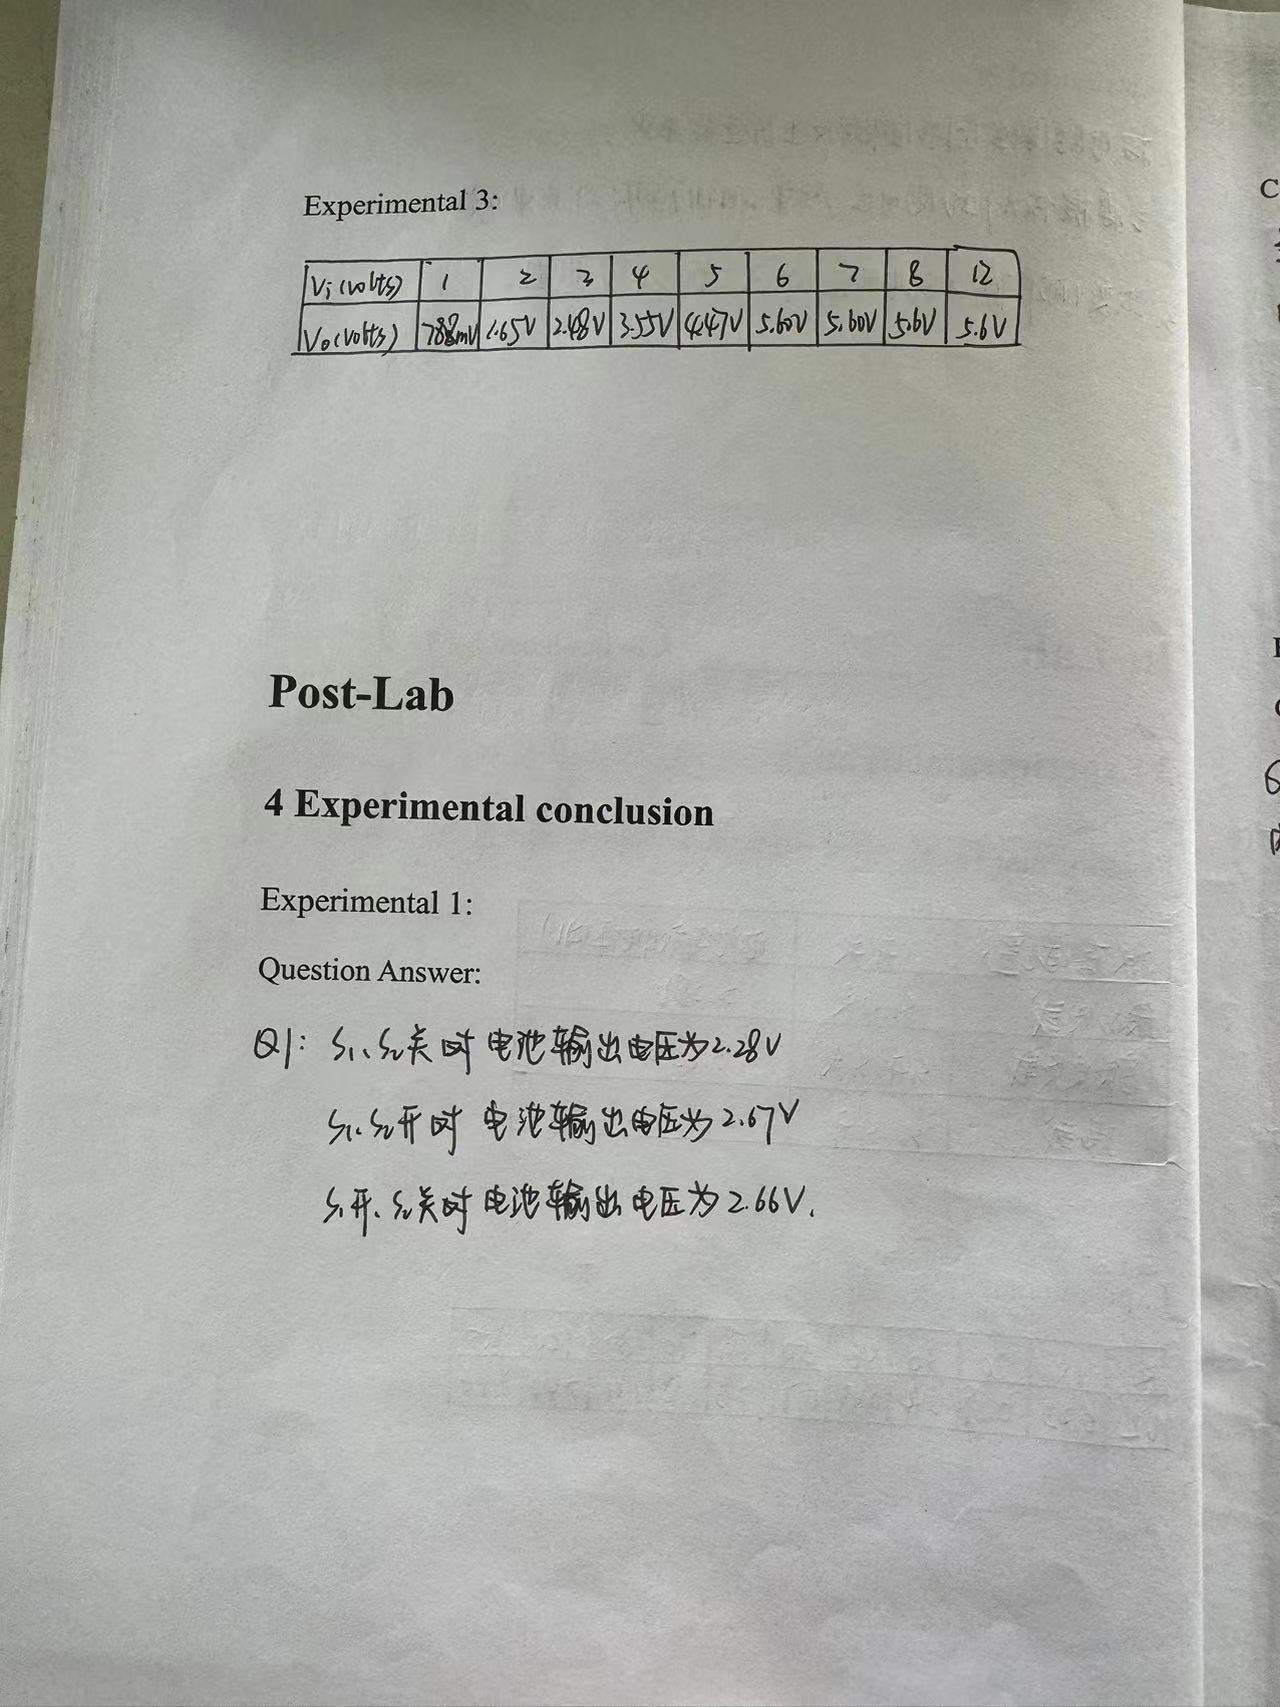 Experimental 3:
Vi (volts) 1 2 3 4 5 6 7 8 12
Vo (volts) 788mV 1.65V 2.48V 3.55V 4.47V 5.60V 5.60V 5.6V 5.6V
Post-Lab
4 Experimental conclusion
Experimental 1:
Question Answer:
Q1: S1、S2关时 电池输出电压为2.28V
S1、S2开时 电池输出电压为2.67V
S1开、S2关时 电池输出电压为2.66V.